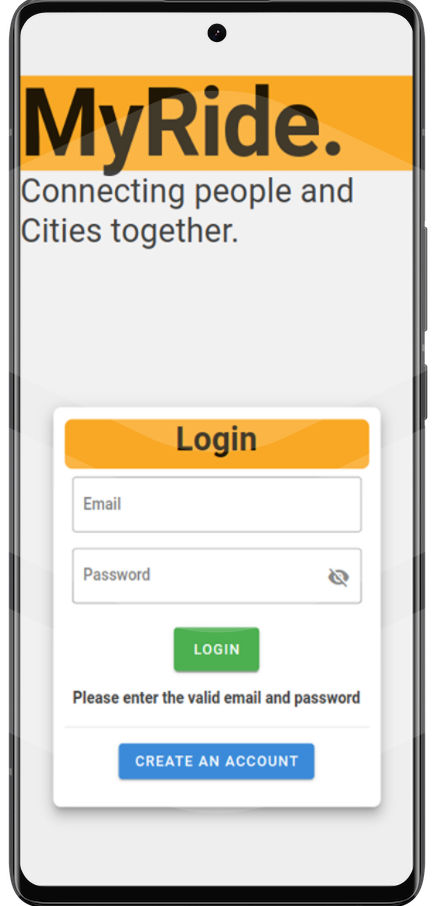 MyRide.
Connecting people and
Cities together.
Login
Email
Password
LOGIN
Please enter the valid email and password
CREATE AN ACCOUNT